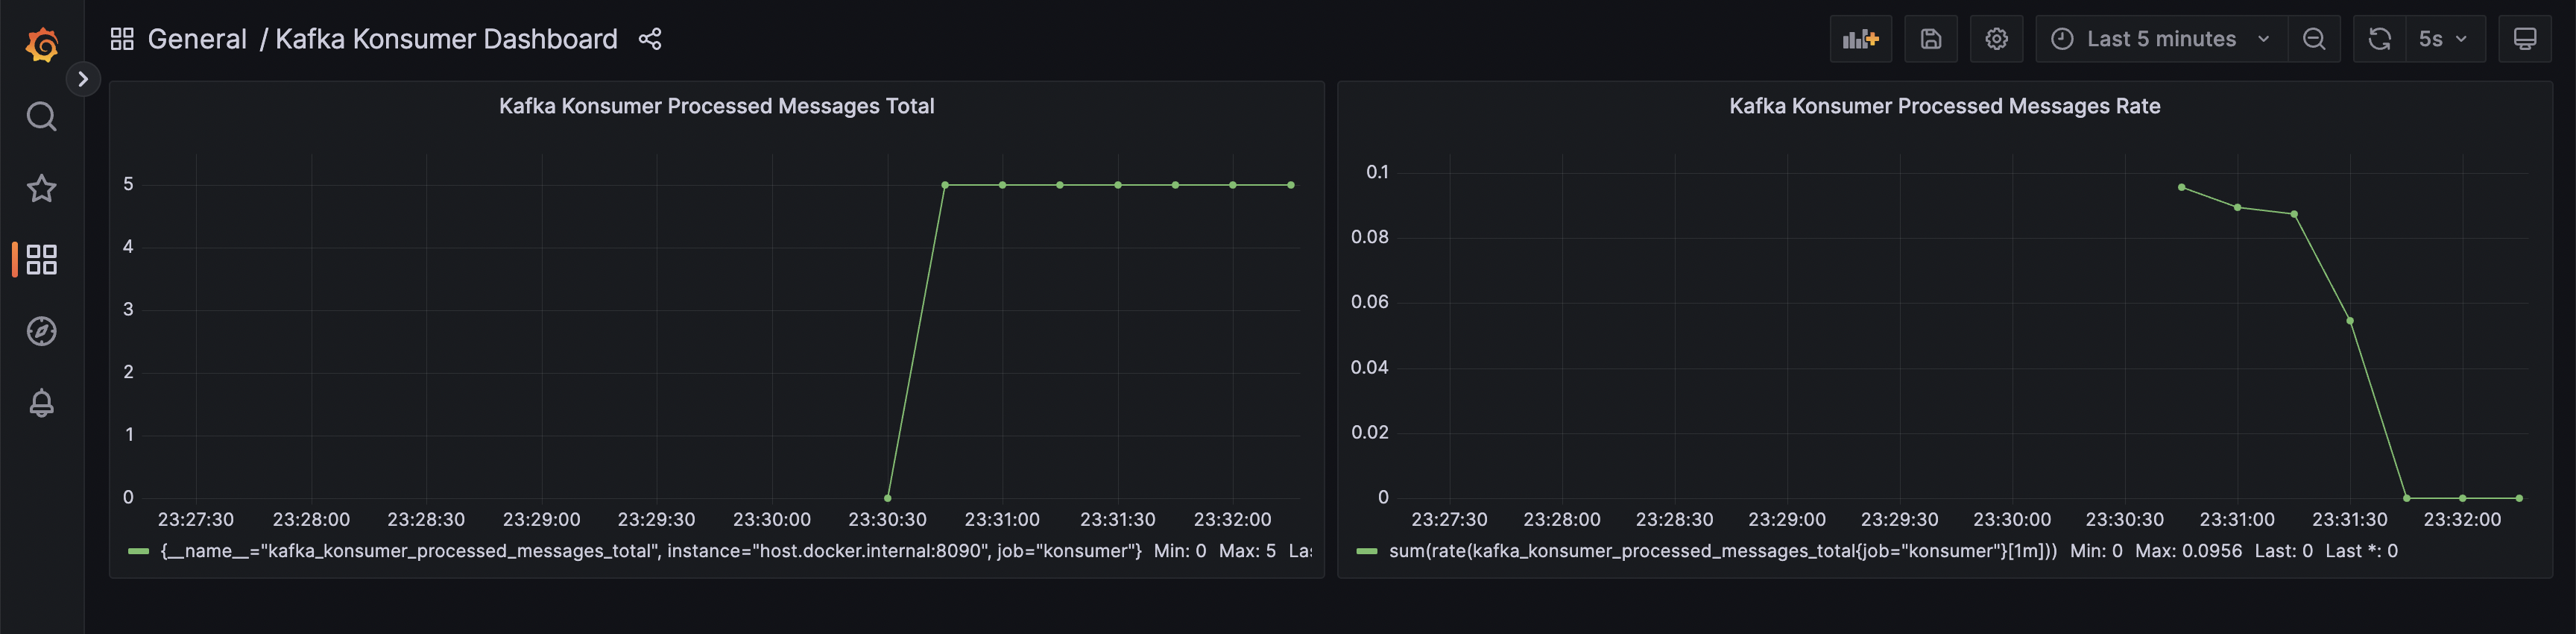 General / Kafka Konsumer Dashboard
Last 5 minutes
5s
Kafka Konsumer Processed Messages Total
5
4
3
2
1
0
23:27:30 23:28:00 23:28:30 23:29:00 23:29:30 23:30:00 23:30:30 23:31:00 23:31:30 23:32:00
{__name__="kafka_konsumer_processed_messages_total", instance="host.docker.internal:8090", job="konsumer"} Min: 0 Max: 5 Las
Kafka Konsumer Processed Messages Rate
0.1
0.08
0.06
0.04
0.02
0
23:27:30 23:28:00 23:28:30 23:29:00 23:29:30 23:30:00 23:30:30 23:31:00 23:31:30 23:32:00
sum(rate(kafka_konsumer_processed_messages_total{job="konsumer"}[1m])) Min: 0 Max: 0.0956 Last: 0 Last *: 0